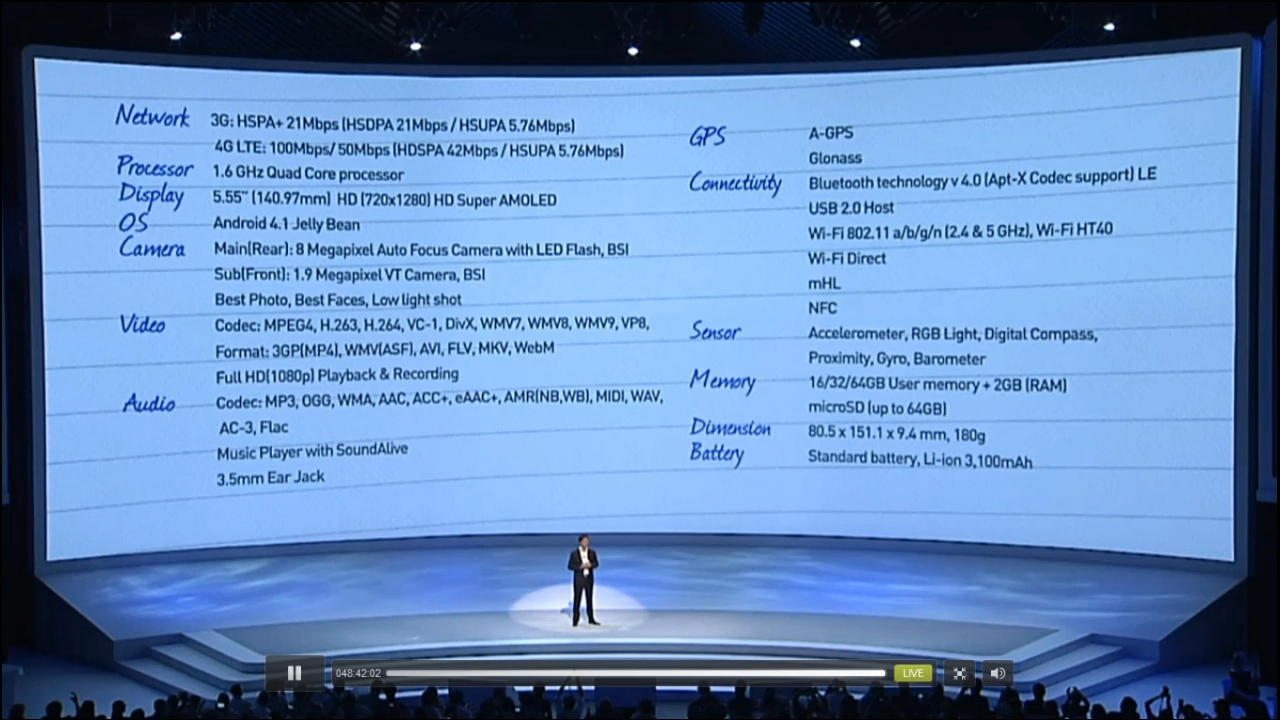 Network 3G: HSPA+ 21Mbps (HSDPA 21Mbps / HSUPA 5.76Mbps)
4G LTE: 100Mbps/ 50Mbps (HDSPA 42Mbps / HSUPA 5.76Mbps)
Processor 1.6 GHz Quad Core processor
Display 5.55" (140.97mm) HD (720x1280) HD Super AMOLED
OS Android 4.1 Jelly Bean
Camera Main(Rear): 8 Megapixel Auto Focus Camera with LED Flash, BSI
Sub(Front): 1.9 Megapixel VT Camera, BSI
Best Photo, Best Faces, Low light shot
Video Codec: MPEG4, H.263, H.264, VC-1, DivX, WMV7, WMV8, WMV9, VP8,
Format: 3GP(MP4), WMV(ASF), AVI, FLV, MKV, WebM
Full HD(1080p) Playback & Recording
Audio Codec: MP3, OGG, WMA, AAC, ACC+, eAAC+, AMR(NB,WB), MIDI, WAV,
AC-3, Flac
Music Player with SoundAlive
3.5mm Ear Jack
GPS A-GPS
Glonass
Connectivity Bluetooth technology v 4.0 (Apt-X Codec support) LE
USB 2.0 Host
Wi-Fi 802.11 a/b/g/n (2.4 & 5 GHz), Wi-Fi HT40
Wi-Fi Direct
mHL
NFC
Sensor Accelerometer, RGB Light, Digital Compass,
Proximity, Gyro, Barometer
Memory 16/32/64GB User memory + 2GB (RAM)
microSD (up to 64GB)
Dimension 80.5 x 151.1 x 9.4 mm, 180g
Battery Standard battery, Li-ion 3,100mAh
048:42:02
LIVE